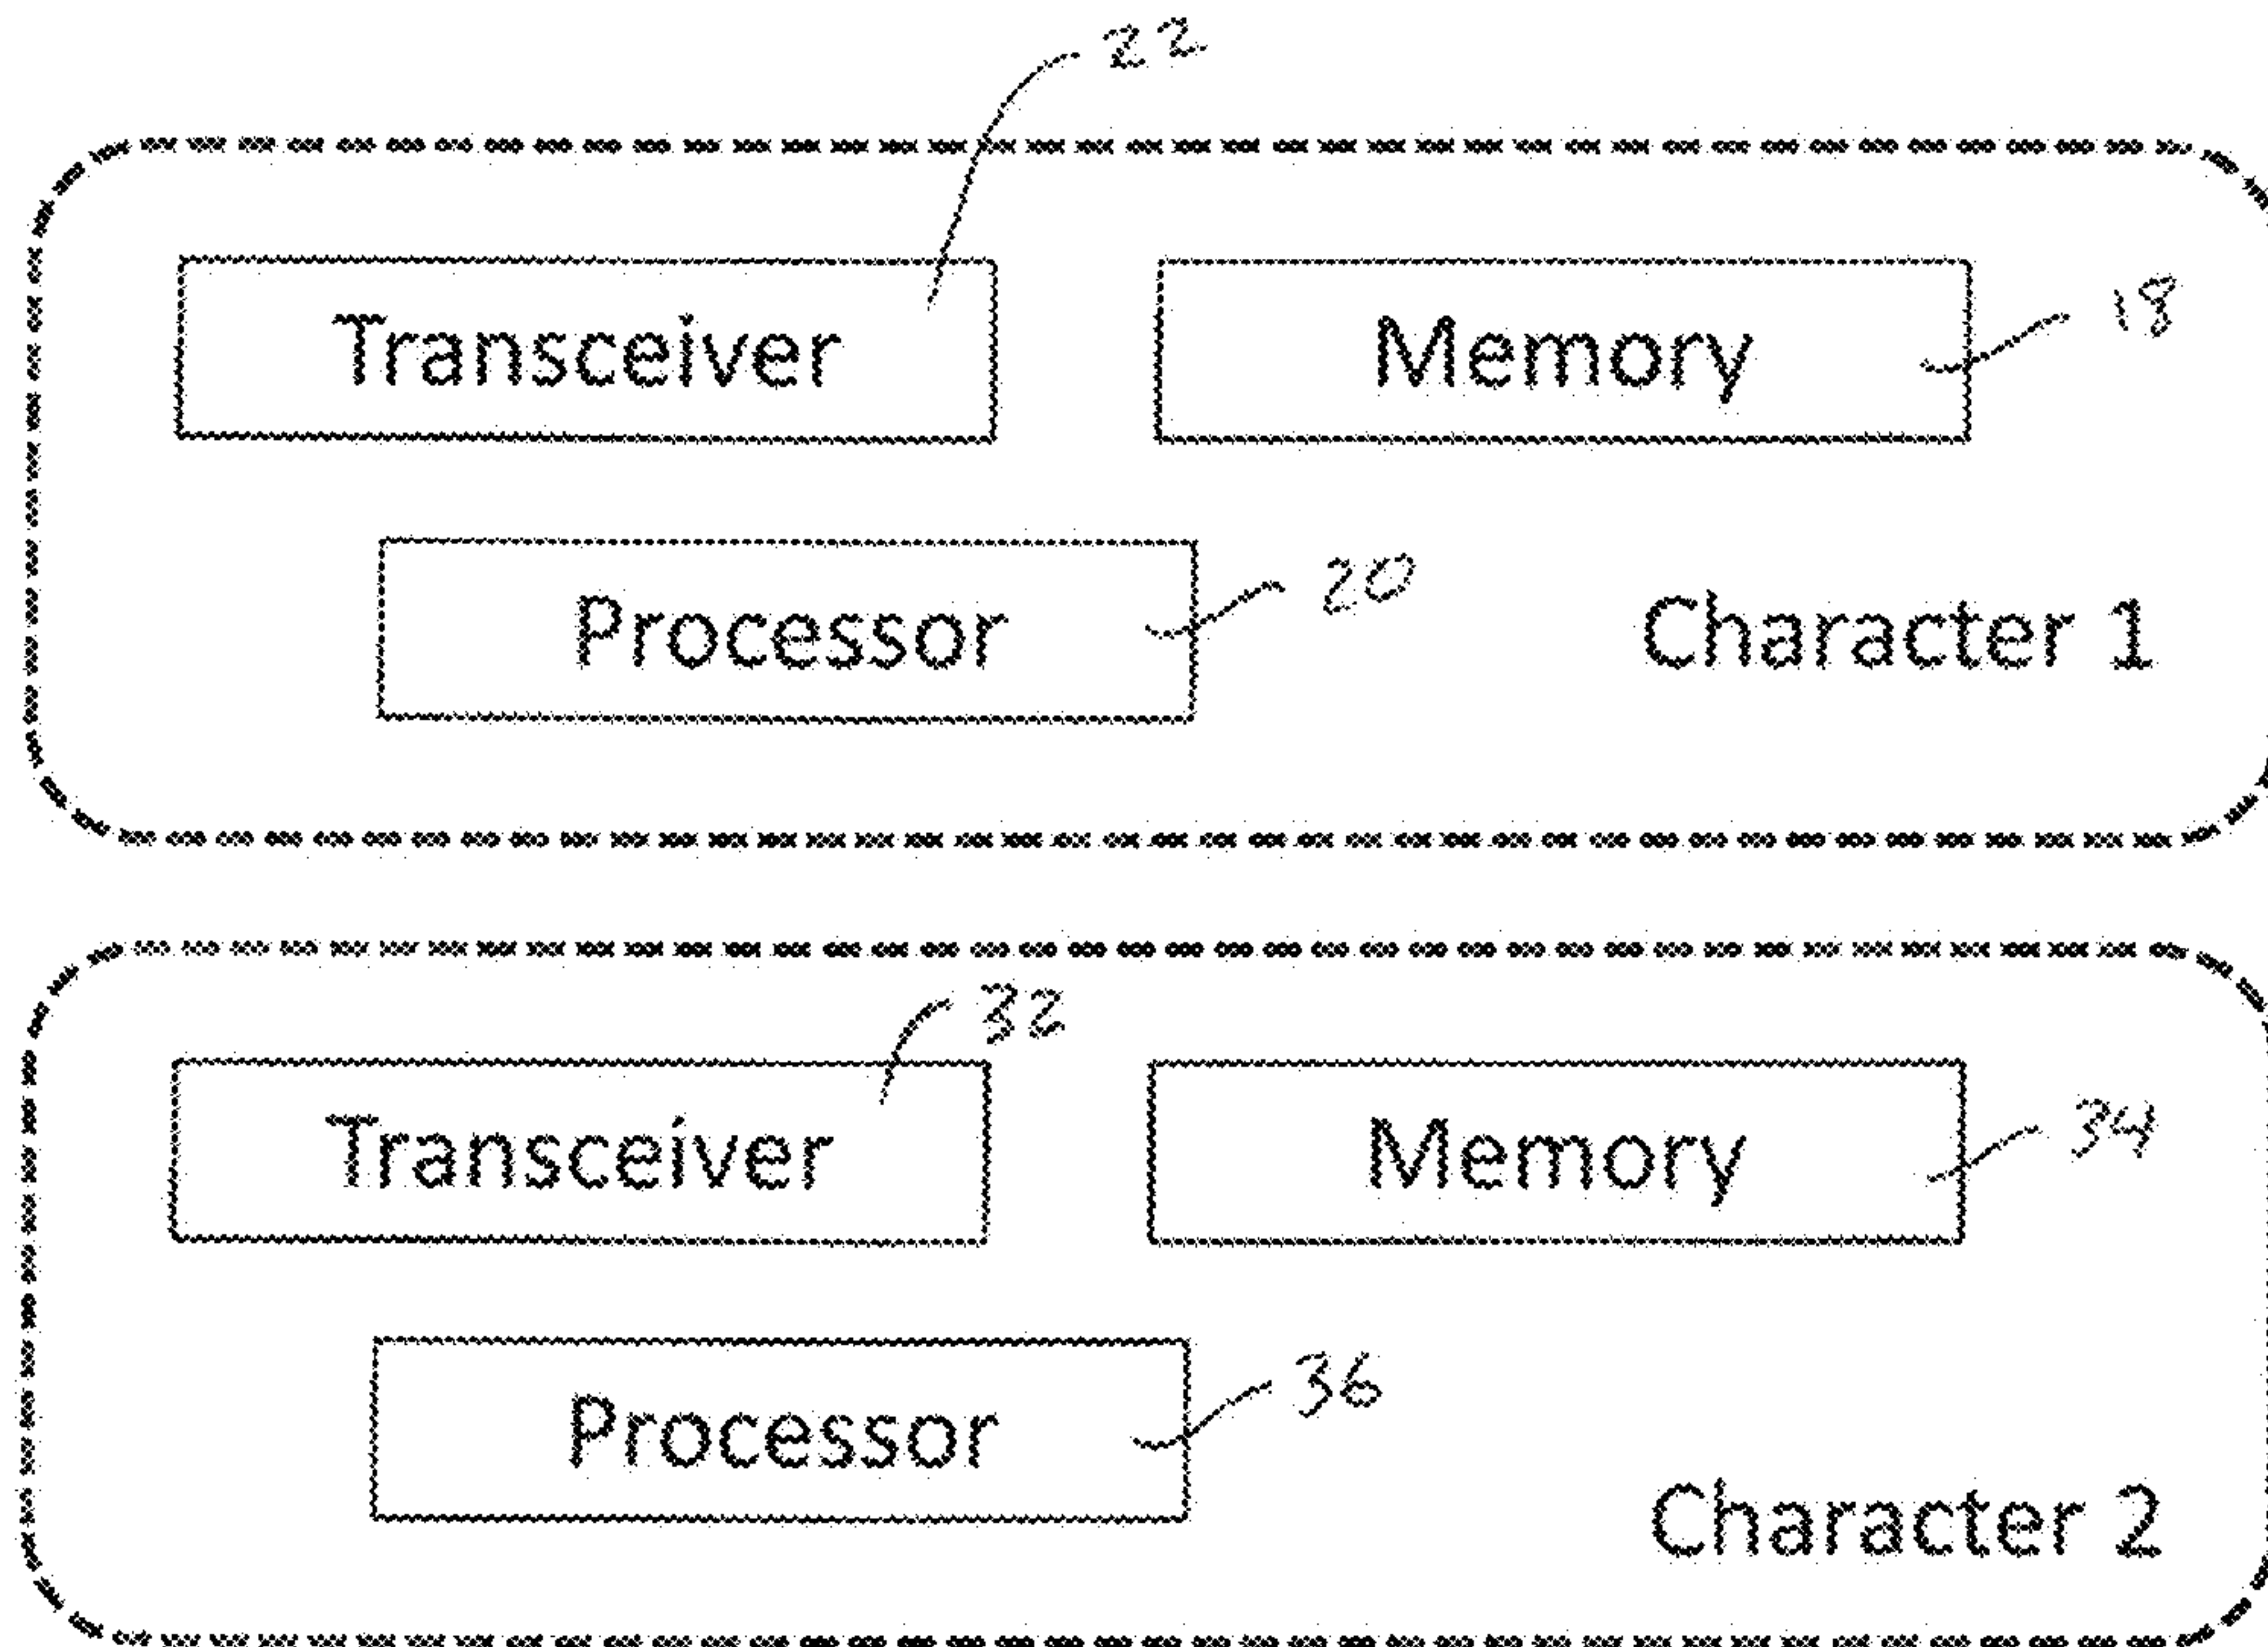 22
Transceiver
Memory
18
Processor
20
Character 1
32
Transceiver
Memory
34
Processor
36
Character 2